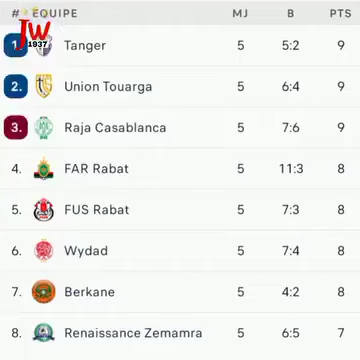 # ÉQUIPE MJ B PTS
JW
1937
1. Tanger 5 5:2 9
2. Union Touarga 5 6:4 9
3. Raja Casablanca 5 7:6 9
4. FAR Rabat 5 11:3 8
5. FUS Rabat 5 7:3 8
6. Wydad 5 7:4 8
7. Berkane 5 4:2 8
8. Renaissance Zemamra 5 6:5 7